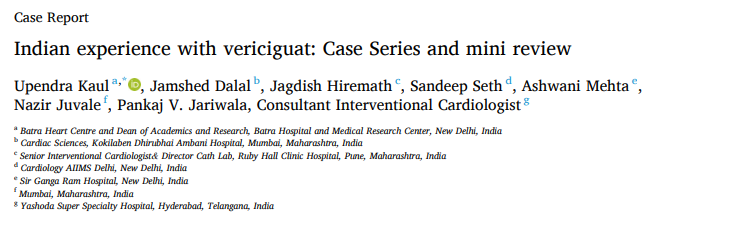 Case Report
Indian experience with vericiguat: Case Series and mini review
Upendra Kaul a,* iD, Jamshed Dalal b, Jagdish Hiremath c, Sandeep Seth d, Ashwani Mehta e,
Nazir Juvale f, Pankaj V. Jariwala, Consultant Interventional Cardiologist g
a Batra Heart Centre and Dean of Academics and Research, Batra Hospital and Medical Research Center, New Delhi, India
b Cardiac Sciences, Kokilaben Dhirubhai Ambani Hospital, Mumbai, Maharashtra, India
c Senior Interventional Cardiologist& Director Cath Lab, Ruby Hall Clinic Hospital, Pune, Maharashtra, India
d Cardiology AIIMS Delhi, New Delhi, India
e Sir Ganga Ram Hospital, New Delhi, India
f Mumbai, Maharashtra, India
g Yashoda Super Specialty Hospital, Hyderabad, Telangana, India